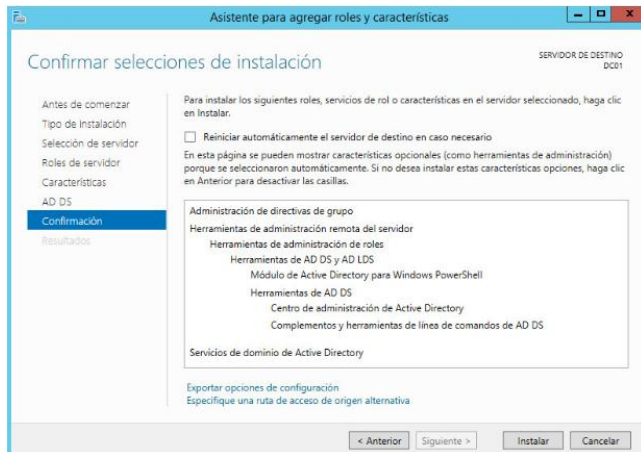 Asistente para agregar roles y características
Confirmar selecciones de instalación
SERVIDOR DE DESTINO
DC01
Antes de comenzar
Tipo de instalación
Selección de servidor
Roles de servidor
Características
AD DS
Confirmación
Resultados
Para instalar los siguientes roles, servicios de rol o características en el servidor seleccionado, haga clic
en Instalar.
Reiniciar automáticamente el servidor de destino en caso necesario
En esta página se pueden mostrar características opcionales (como herramientas de administración)
porque se seleccionaron automáticamente. Si no desea instalar estas características opciones, haga clic
en Anterior para desactivar las casillas.
Administración de directivas de grupo
Herramientas de administración remota del servidor
Herramientas de administración de roles
Herramientas de AD DS y AD LDS
Módulo de Active Directory para Windows PowerShell
Herramientas de AD DS
Centro de administración de Active Directory
Complementos y herramientas de línea de comandos de AD DS
Servicios de dominio de Active Directory
Exportar opciones de configuración
Especifique una ruta de acceso de origen alternativa
< Anterior
Siguiente >
Instalar
Cancelar